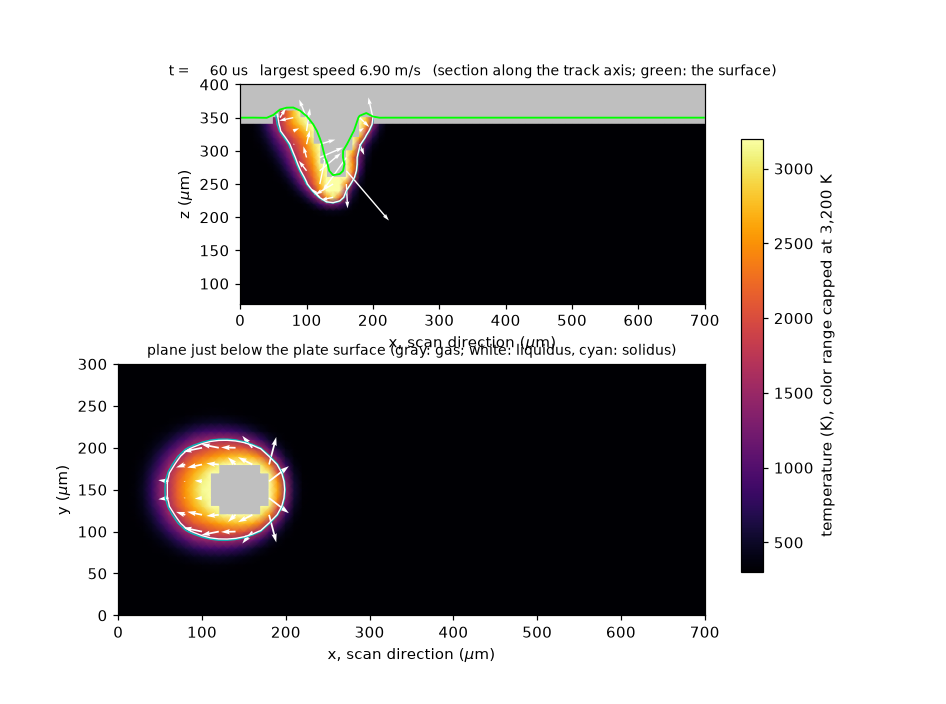 t =     60 us   largest speed 6.90 m/s   (section along the track axis; green: the surface)
400
350
300
250
200
150
100
z (μm)
0 100 200 300 400 500 600 700
x, scan direction (μm)
plane just below the plate surface (gray: gas; white: liquidus, cyan: solidus)
300
250
200
150
100
50
0
y (μm)
0 100 200 300 400 500 600 700
x, scan direction (μm)
3000
2500
2000
1500
1000
500
temperature (K), color range capped at 3,200 K